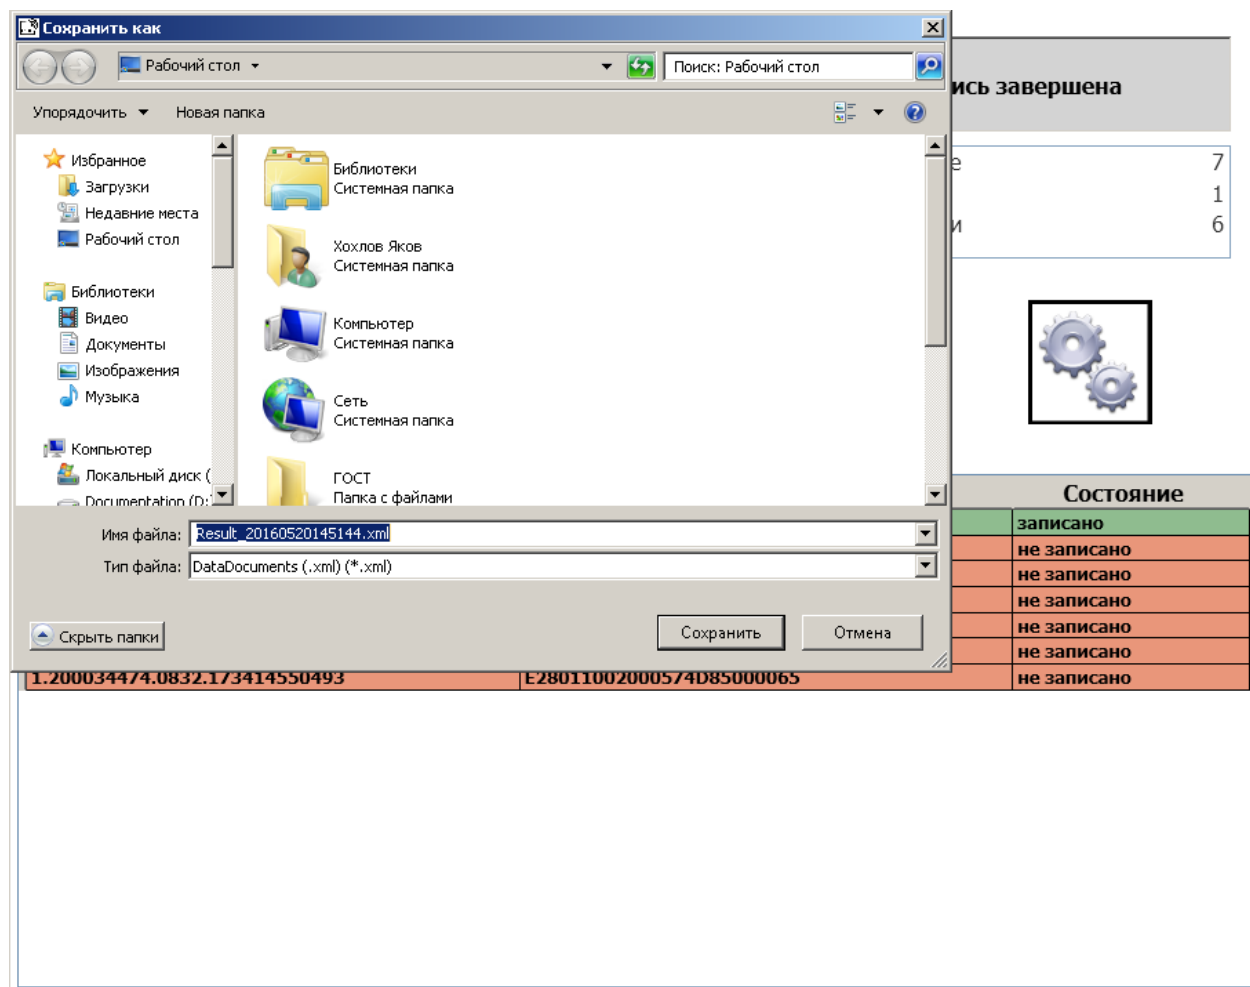 Сохранить как
Рабочий стол
Поиск: Рабочий стол
Упорядочить
Новая папка
Избранное
Загрузки
Недавние места
Рабочий стол
Библиотеки
Видео
Документы
Изображения
Музыка
Компьютер
Локальный диск (
Documentation (D:
Библиотеки
Системная папка
Хохлов Яков
Системная папка
Компьютер
Системная папка
Сеть
Системная папка
ГОСТ
Папка с файлами
Имя файла: Result_20160520145144.xml
Тип файла: DataDocuments (.xml) (*.xml)
Скрыть папки
Сохранить
Отмена
ись завершена
е 7
1
и 6
Состояние
записано
не записано
не записано
не записано
не записано
не записано
1.200034474.0832.173414550493 E28011002000574D85000065 не записано